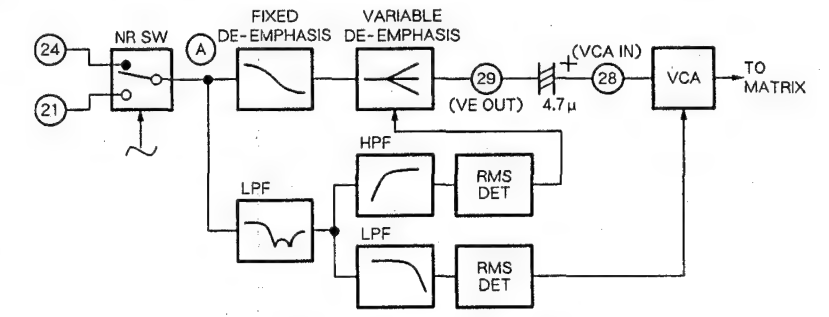 FIXED
DE-EMPHASIS
VARIABLE
DE-EMPHASIS
NR SW
24
21
A
29
(VE OUT)
4.7μ
+
(VCA IN)
28
VCA
TO
MATRIX
HPF
RMS
DET
LPF
LPF
RMS
DET